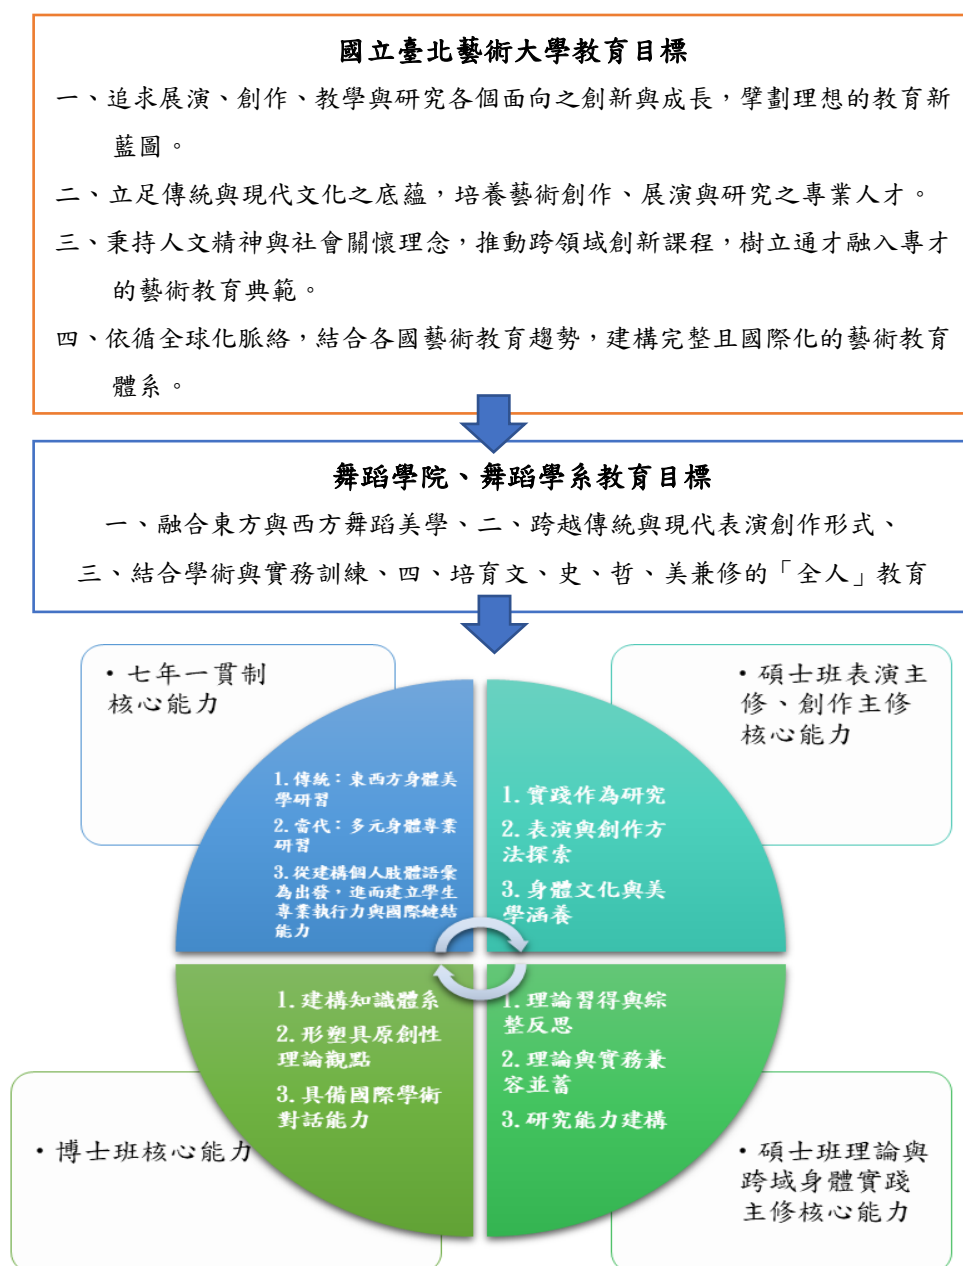 國立臺北藝術大學教育目標
一、追求展演、創作、教學與研究各個面向之創新與成長，擘劃理想的教育新
藍圖。
二、立足傳統與現代文化之底蘊，培養藝術創作、展演與研究之專業人才。
三、秉持人文精神與社會關懷理念，推動跨領域創新課程，樹立通才融入專才
的藝術教育典範。
四、依循全球化脈絡，結合各國藝術教育趨勢，建構完整且國際化的藝術教育
體系。
舞蹈學院、舞蹈學系教育目標
一、融合東方與西方舞蹈美學、二、跨越傳統與現代表演創作形式、
三、結合學術與實務訓練、四、培育文、史、哲、美兼修的「全人」教育
•七年一貫制
核心能力
1.傳統：東西方身體美
學研習
2.當代：多元身體專業
研習
3.從建構個人肢體語彙
為出發，進而建立學生
專業執行力與國際鏈結
能力
•碩士班表演主
修、創作主修
核心能力
1.實踐作為研究
2.表演與創作方
法探索
3.身體文化與美
學涵養
•博士班核心能力
1.建構知識體系
2.形塑具原創性
理論觀點
3.具備國際學術
對話能力
1.理論習得與綜
整反思
2.理論與實務兼
容並蓄
3.研究能力建構
•碩士班理論與
跨域身體實踐
主修核心能力